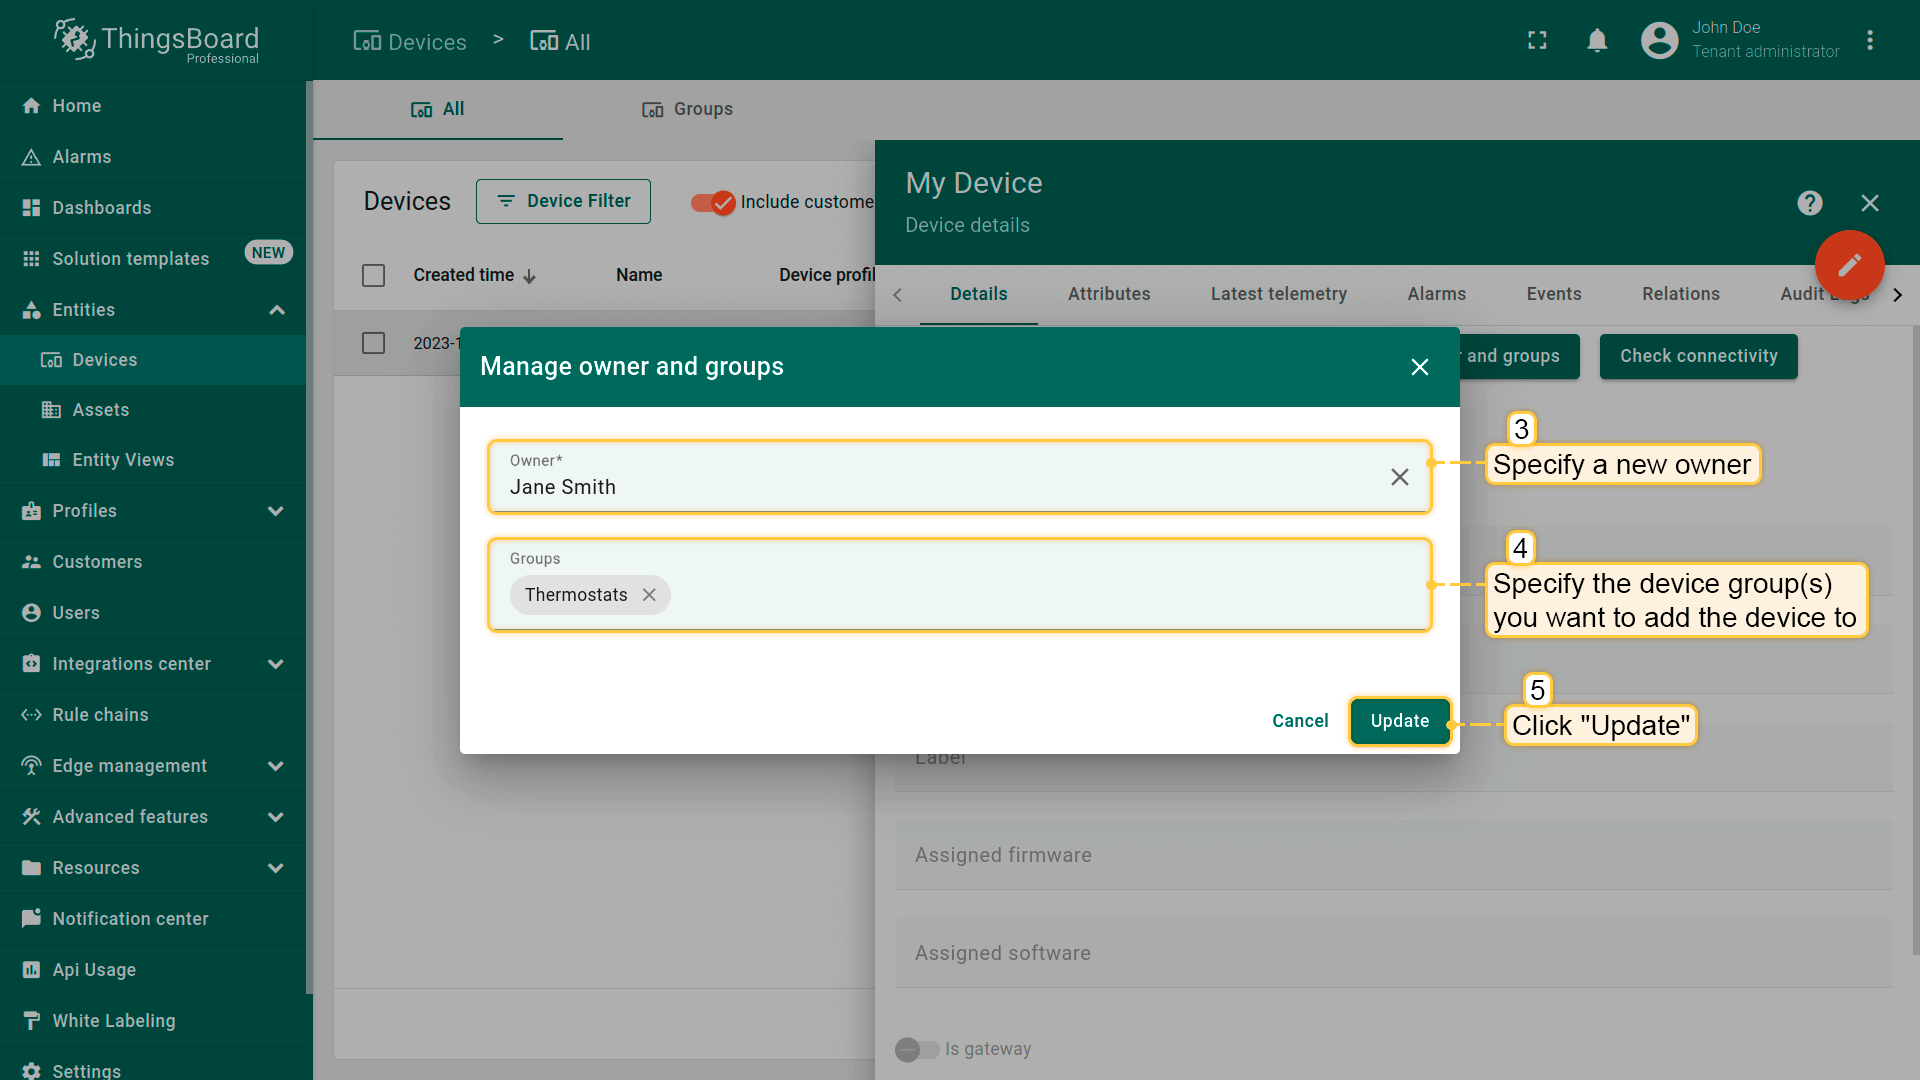 ThingsBoard
Professional
Devices > All
John Doe
Tenant administrator
Home
Alarms
Dashboards
Solution templates NEW
Entities
Devices
Assets
Entity Views
Profiles
Customers
Users
Integrations center
Rule chains
Edge management
Advanced features
Resources
Notification center
Api Usage
White Labeling
Settings
All Groups
Devices Device Filter Include custome
Created time Name Device profil
2023-1
My Device
Device details
Details Attributes Latest telemetry Alarms Events Relations Audit Logs
and groups Check connectivity
Manage owner and groups
Owner*
Jane Smith
3
Specify a new owner
Groups
Thermostats
4
Specify the device group(s)
you want to add the device to
Cancel Update
5
Click "Update"
Label
Assigned firmware
Assigned software
Is gateway